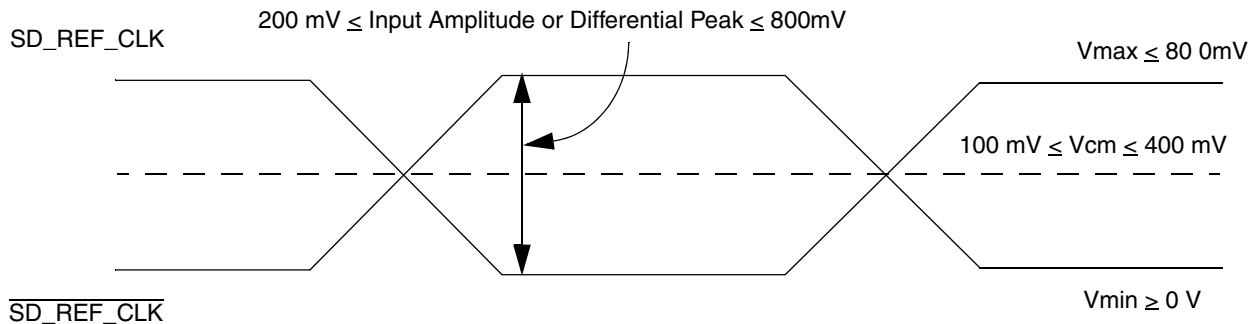 200 mV ≤ Input Amplitude or Differential Peak ≤ 800mV
SD_REF_CLK
Vmax ≤ 80 0mV
100 mV ≤ Vcm ≤ 400 mV
Vmin ≥ 0 V
S̅D̅_̅R̅E̅F̅_̅C̅L̅K̅